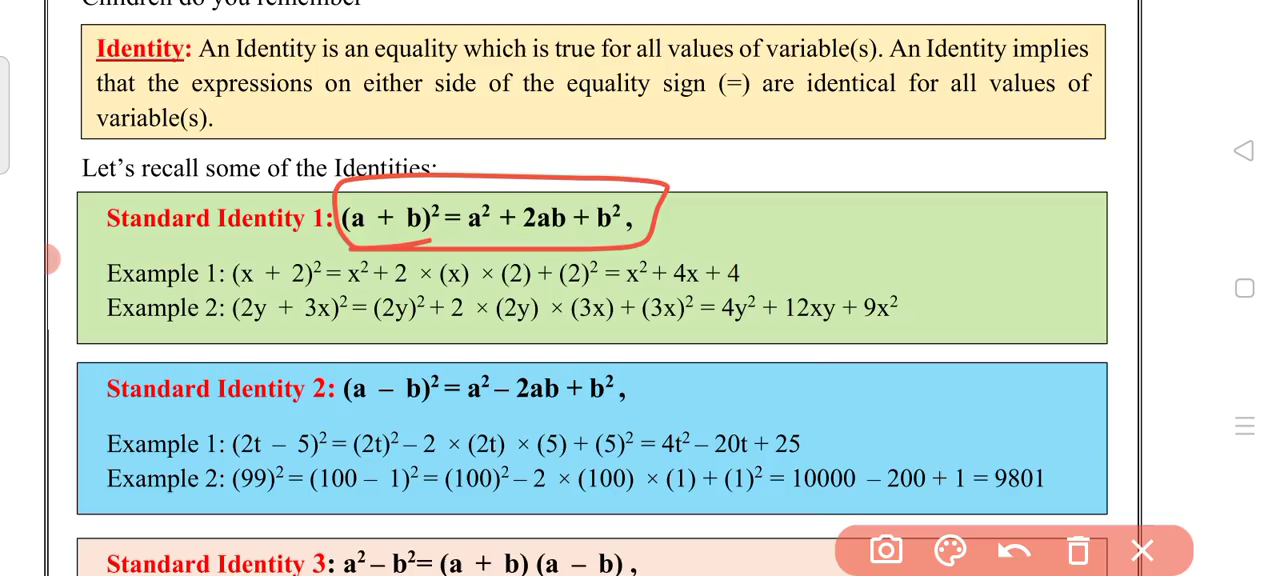 Children do you remember
Identity: An Identity is an equality which is true for all values of variable(s). An Identity implies
that the expressions on either side of the equality sign (=) are identical for all values of
variable(s).
Let’s recall some of the Identities:
Standard Identity 1: (a + b)² = a² + 2ab + b² ,
Example 1: (x + 2)² = x² + 2 × (x) × (2) + (2)² = x² + 4x + 4
Example 2: (2y + 3x)² = (2y)² + 2 × (2y) × (3x) + (3x)² = 4y² + 12xy + 9x²
Standard Identity 2: (a – b)² = a² – 2ab + b² ,
Example 1: (2t – 5)² = (2t)² – 2 × (2t) × (5) + (5)² = 4t² – 20t + 25
Example 2: (99)² = (100 – 1)² = (100)² – 2 × (100) × (1) + (1)² = 10000 – 200 + 1 = 9801
Standard Identity 3: a² – b² = (a + b) (a – b) ,